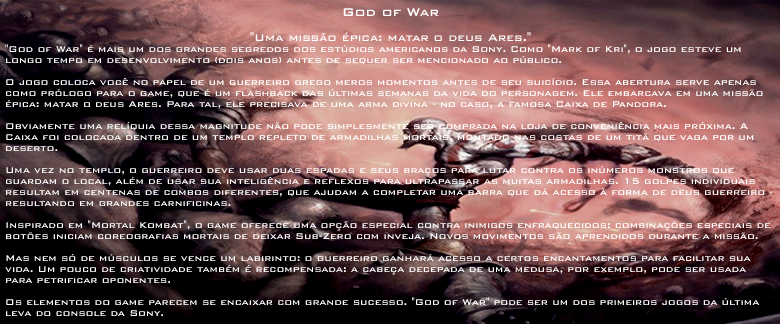 God of War
"Uma missão épica: matar o deus Ares."
"God of War" é mais um dos grandes segredos dos estúdios americanos da Sony. Como "Mark of Kri", o jogo esteve um
longo tempo em desenvolvimento (dois anos) antes de sequer ser mencionado ao público.
O jogo coloca você no papel de um guerreiro grego meros momentos antes de seu suicídio. Essa abertura serve apenas
como prólogo para o game, que é um flashback das últimas semanas da vida do personagem. Ele embarcava em uma missão
épica: matar o deus Ares. Para tal, ele precisava de uma arma divina - no caso, a famosa Caixa de Pandora.
Obviamente uma relíquia dessa magnitude não pode simplesmente ser comprada na loja de conveniência mais próxima. A
Caixa foi colocada dentro de um templo repleto de armadilhas mortais, montado nas costas de um titã que vaga por um
deserto.
Uma vez no templo, o guerreiro deve usar duas espadas e seus braços para lutar contra os inúmeros monstros que
guardam o local, além de usar sua inteligência e reflexos para ultrapassar as muitas armadilhas. 15 golpes individuais
resultam em centenas de combos diferentes, que ajudam a completar uma barra que dá acesso à forma de deus guerreiro -
resultando em grandes carnificinas.
Inspirado em "Mortal Kombat", o game oferece uma opção especial contra inimigos enfraquecidos: combinações especiais de
botões iniciam coreografias mortais de deixar Sub-Zero com inveja. Novos movimentos são aprendidos durante a missão.
Mas nem só de músculos se vence um labirinto: o guerreiro ganhará acesso a certos encantamentos para facilitar sua
vida. Um pouco de criatividade também é recompensada: a cabeça decepada de uma medusa, por exemplo, pode ser usada
para petrificar oponentes.
Os elementos do game parecem se encaixar com grande sucesso. "God of War" pode ser um dos primeiros jogos da última
leva do console da Sony.